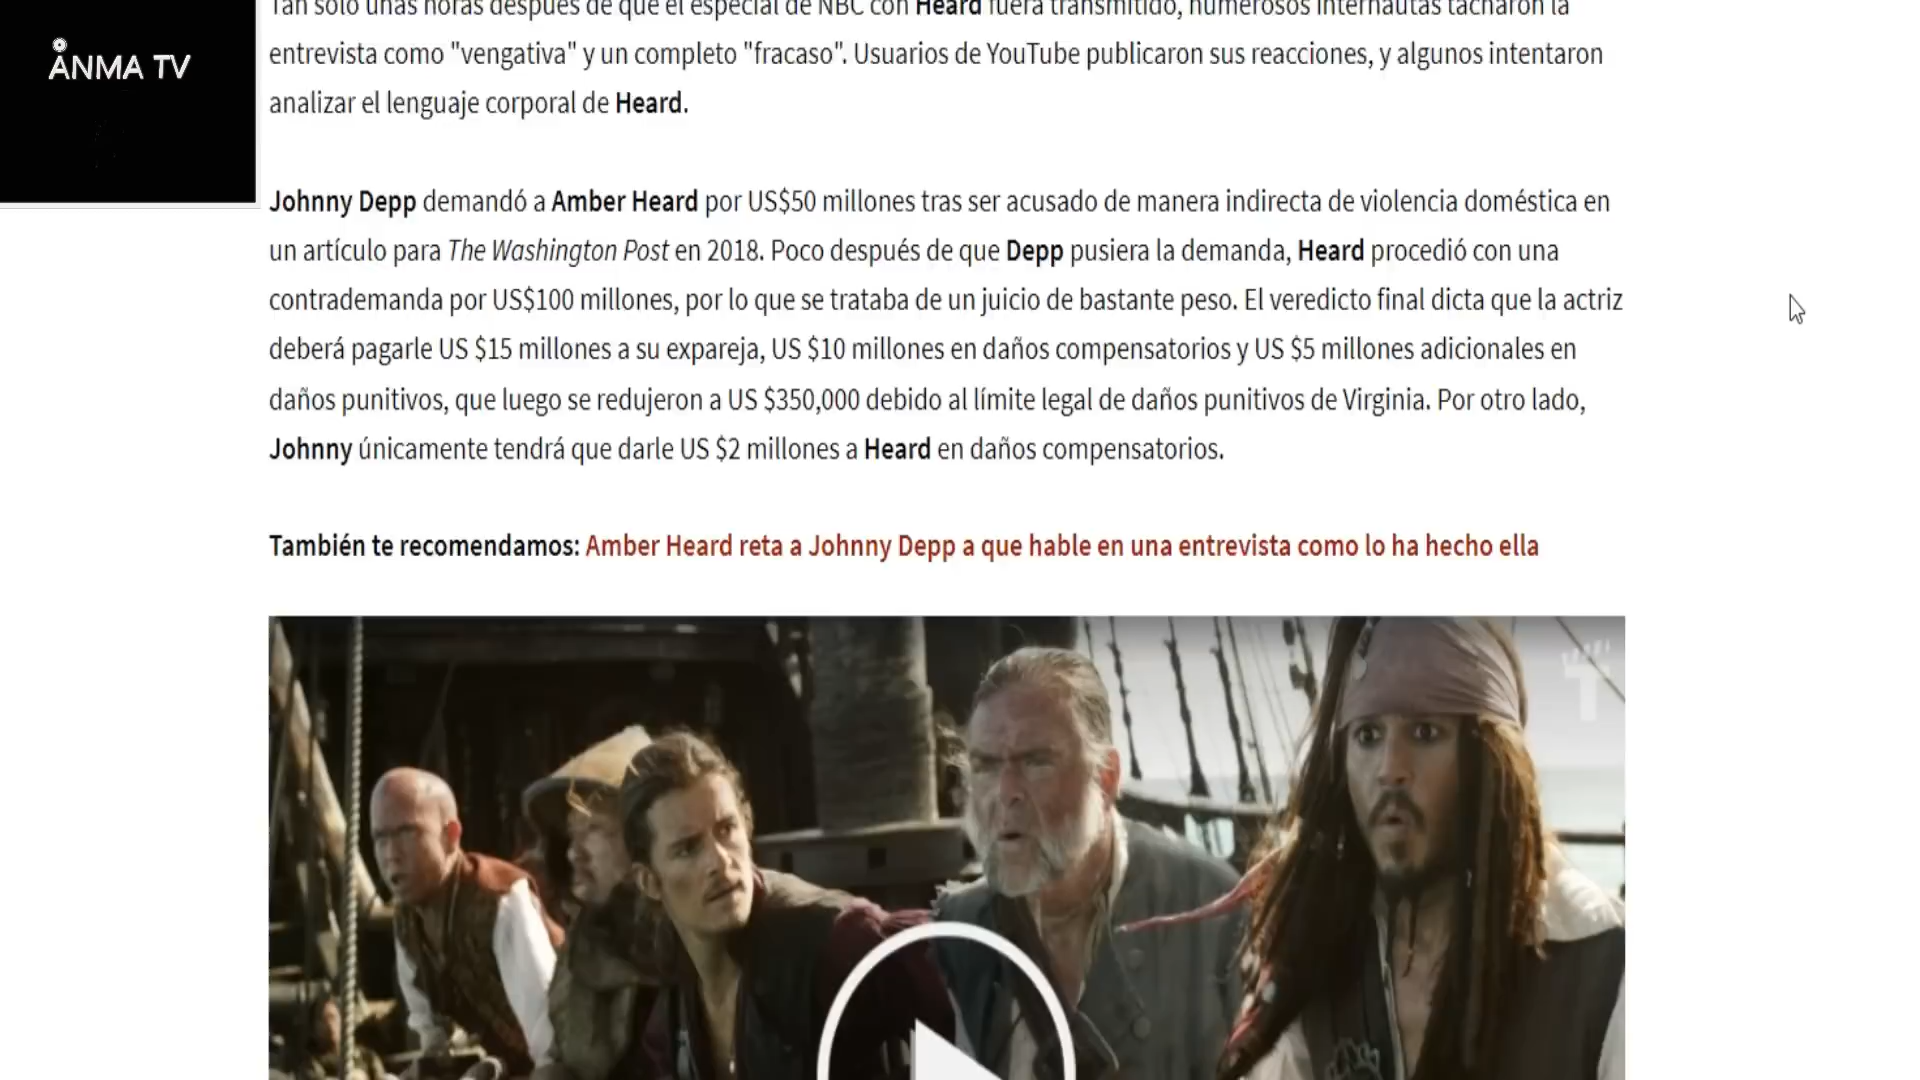 ANMA TV
Tan sólo unas horas después de que el especial de NBC con Heard fuera transmitido, numerosos internautas tacharon la
entrevista como "vengativa" y un completo "fracaso". Usuarios de YouTube publicaron sus reacciones, y algunos intentaron
analizar el lenguaje corporal de Heard.
Johnny Depp demandó a Amber Heard por US$50 millones tras ser acusado de manera indirecta de violencia doméstica en
un artículo para The Washington Post en 2018. Poco después de que Depp pusiera la demanda, Heard procedió con una
contrademanda por US$100 millones, por lo que se trataba de un juicio de bastante peso. El veredicto final dicta que la actriz
deberá pagarle US $15 millones a su expareja, US $10 millones en daños compensatorios y US $5 millones adicionales en
daños punitivos, que luego se redujeron a US $350,000 debido al límite legal de daños punitivos de Virginia. Por otro lado,
Johnny únicamente tendrá que darle US $2 millones a Heard en daños compensatorios.
También te recomendamos: Amber Heard reta a Johnny Depp a que hable en una entrevista como lo ha hecho ella